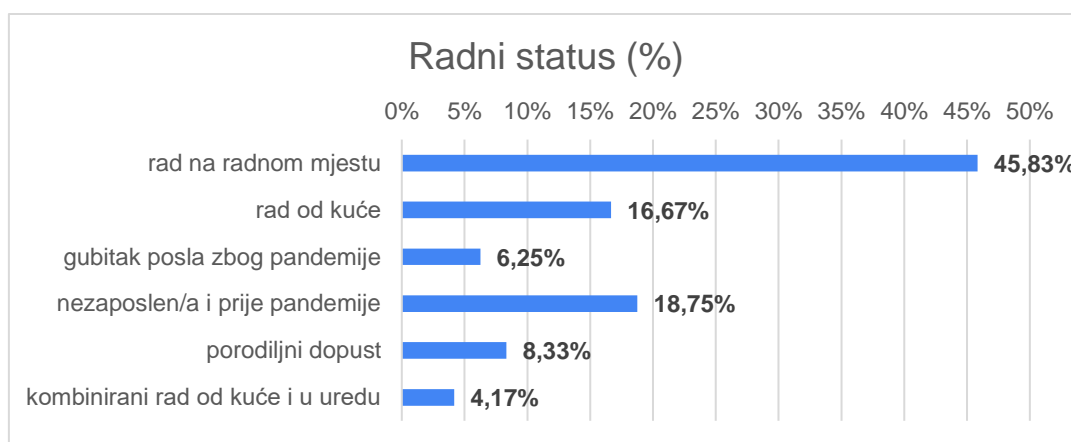 Radni status (%)
0% 5% 10% 15% 20% 25% 30% 35% 40% 45% 50%
rad na radnom mjestu 45,83%
rad od kuće 16,67%
gubitak posla zbog pandemije 6,25%
nezaposlen/a i prije pandemije 18,75%
porodiljni dopust 8,33%
kombinirani rad od kuće i u uredu 4,17%